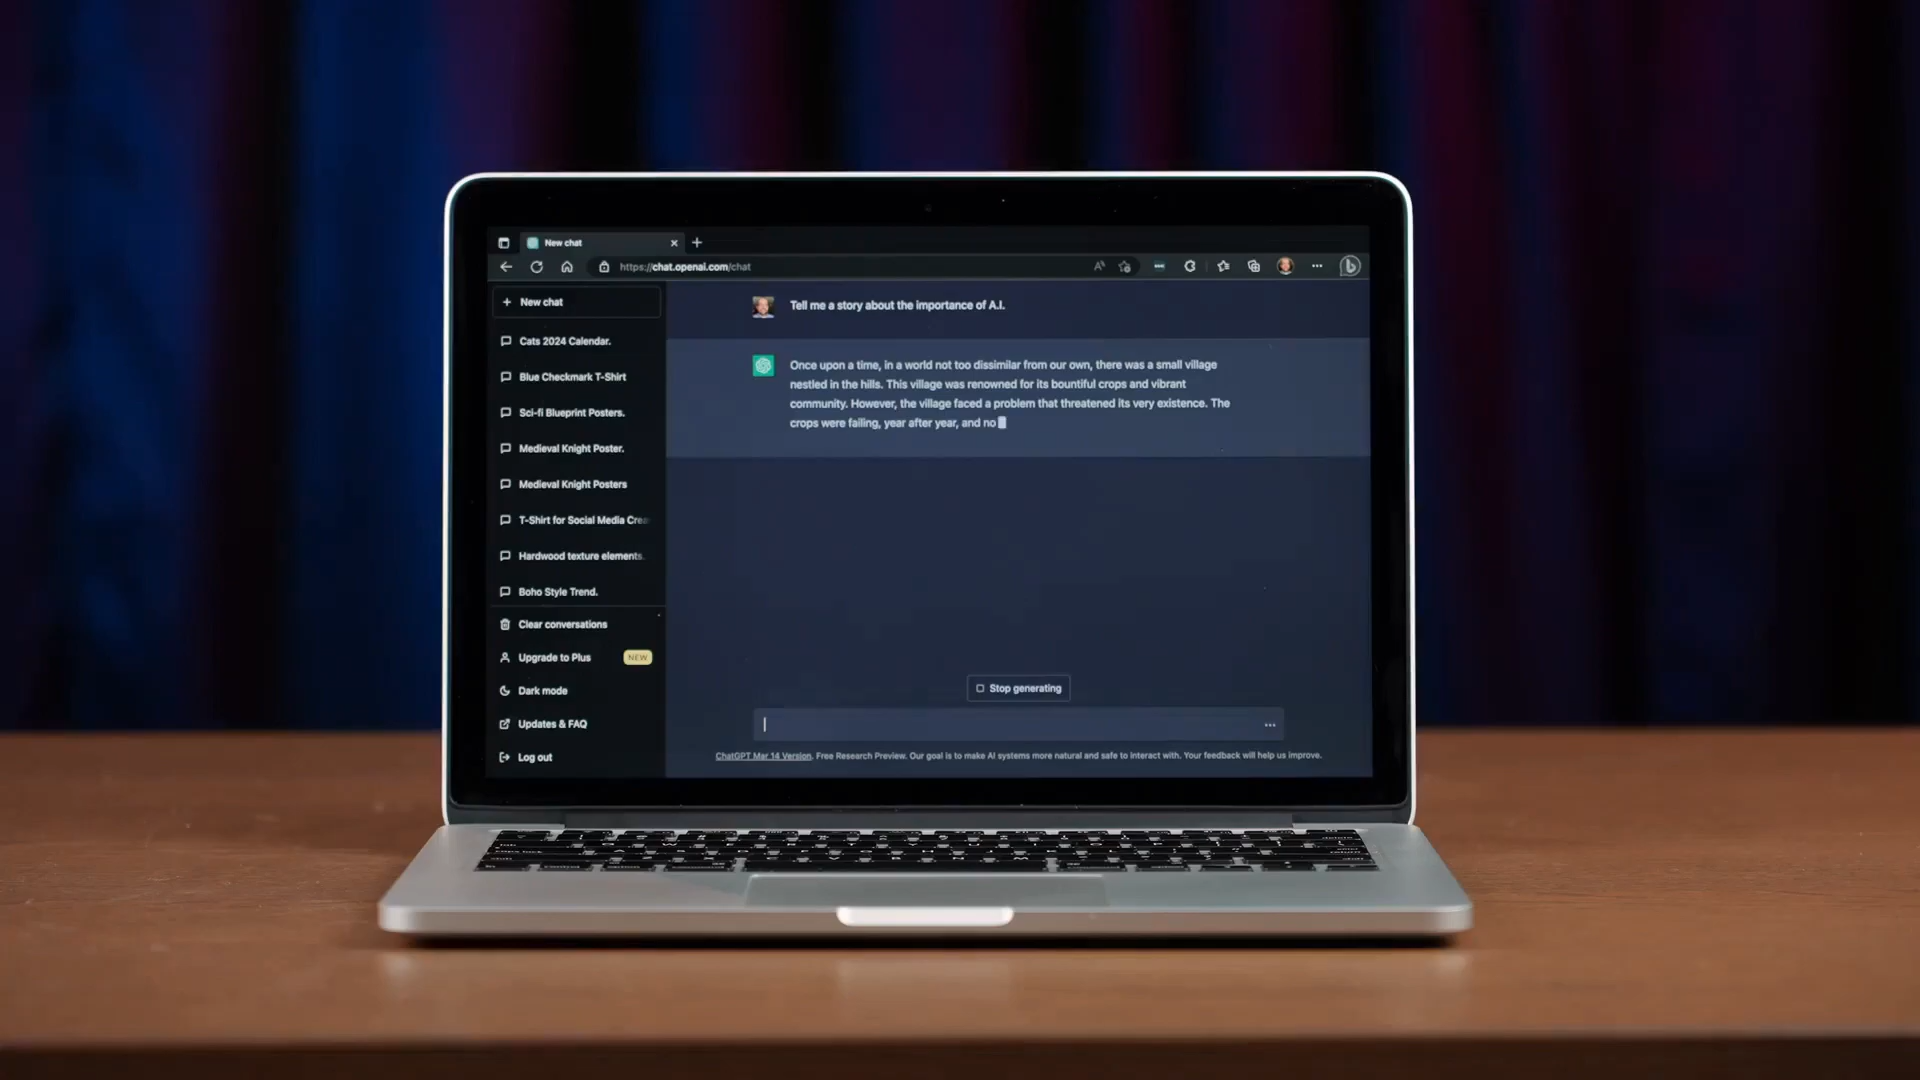 New chat
https://chat.openai.com/chat
New chat
Cats 2024 Calendar.
Blue Checkmark T-Shirt
Sci-fi Blueprint Posters.
Medieval Knight Poster.
Medieval Knight Posters
T-Shirt for Social Media Crea
Hardwood texture elements.
Boho Style Trend.
Clear conversations
Upgrade to Plus NEW
Dark mode
Updates & FAQ
Log out
Tell me a story about the importance of A.I.
Once upon a time, in a world not too dissimilar from our own, there was a small village
nestled in the hills. This village was renowned for its bountiful crops and vibrant
community. However, the village faced a problem that threatened its very existence. The
crops were failing, year after year, and no
Stop generating
ChatGPT Mar 14 Version. Free Research Preview. Our goal is to make AI systems more natural and safe to interact with. Your feedback will help us improve.